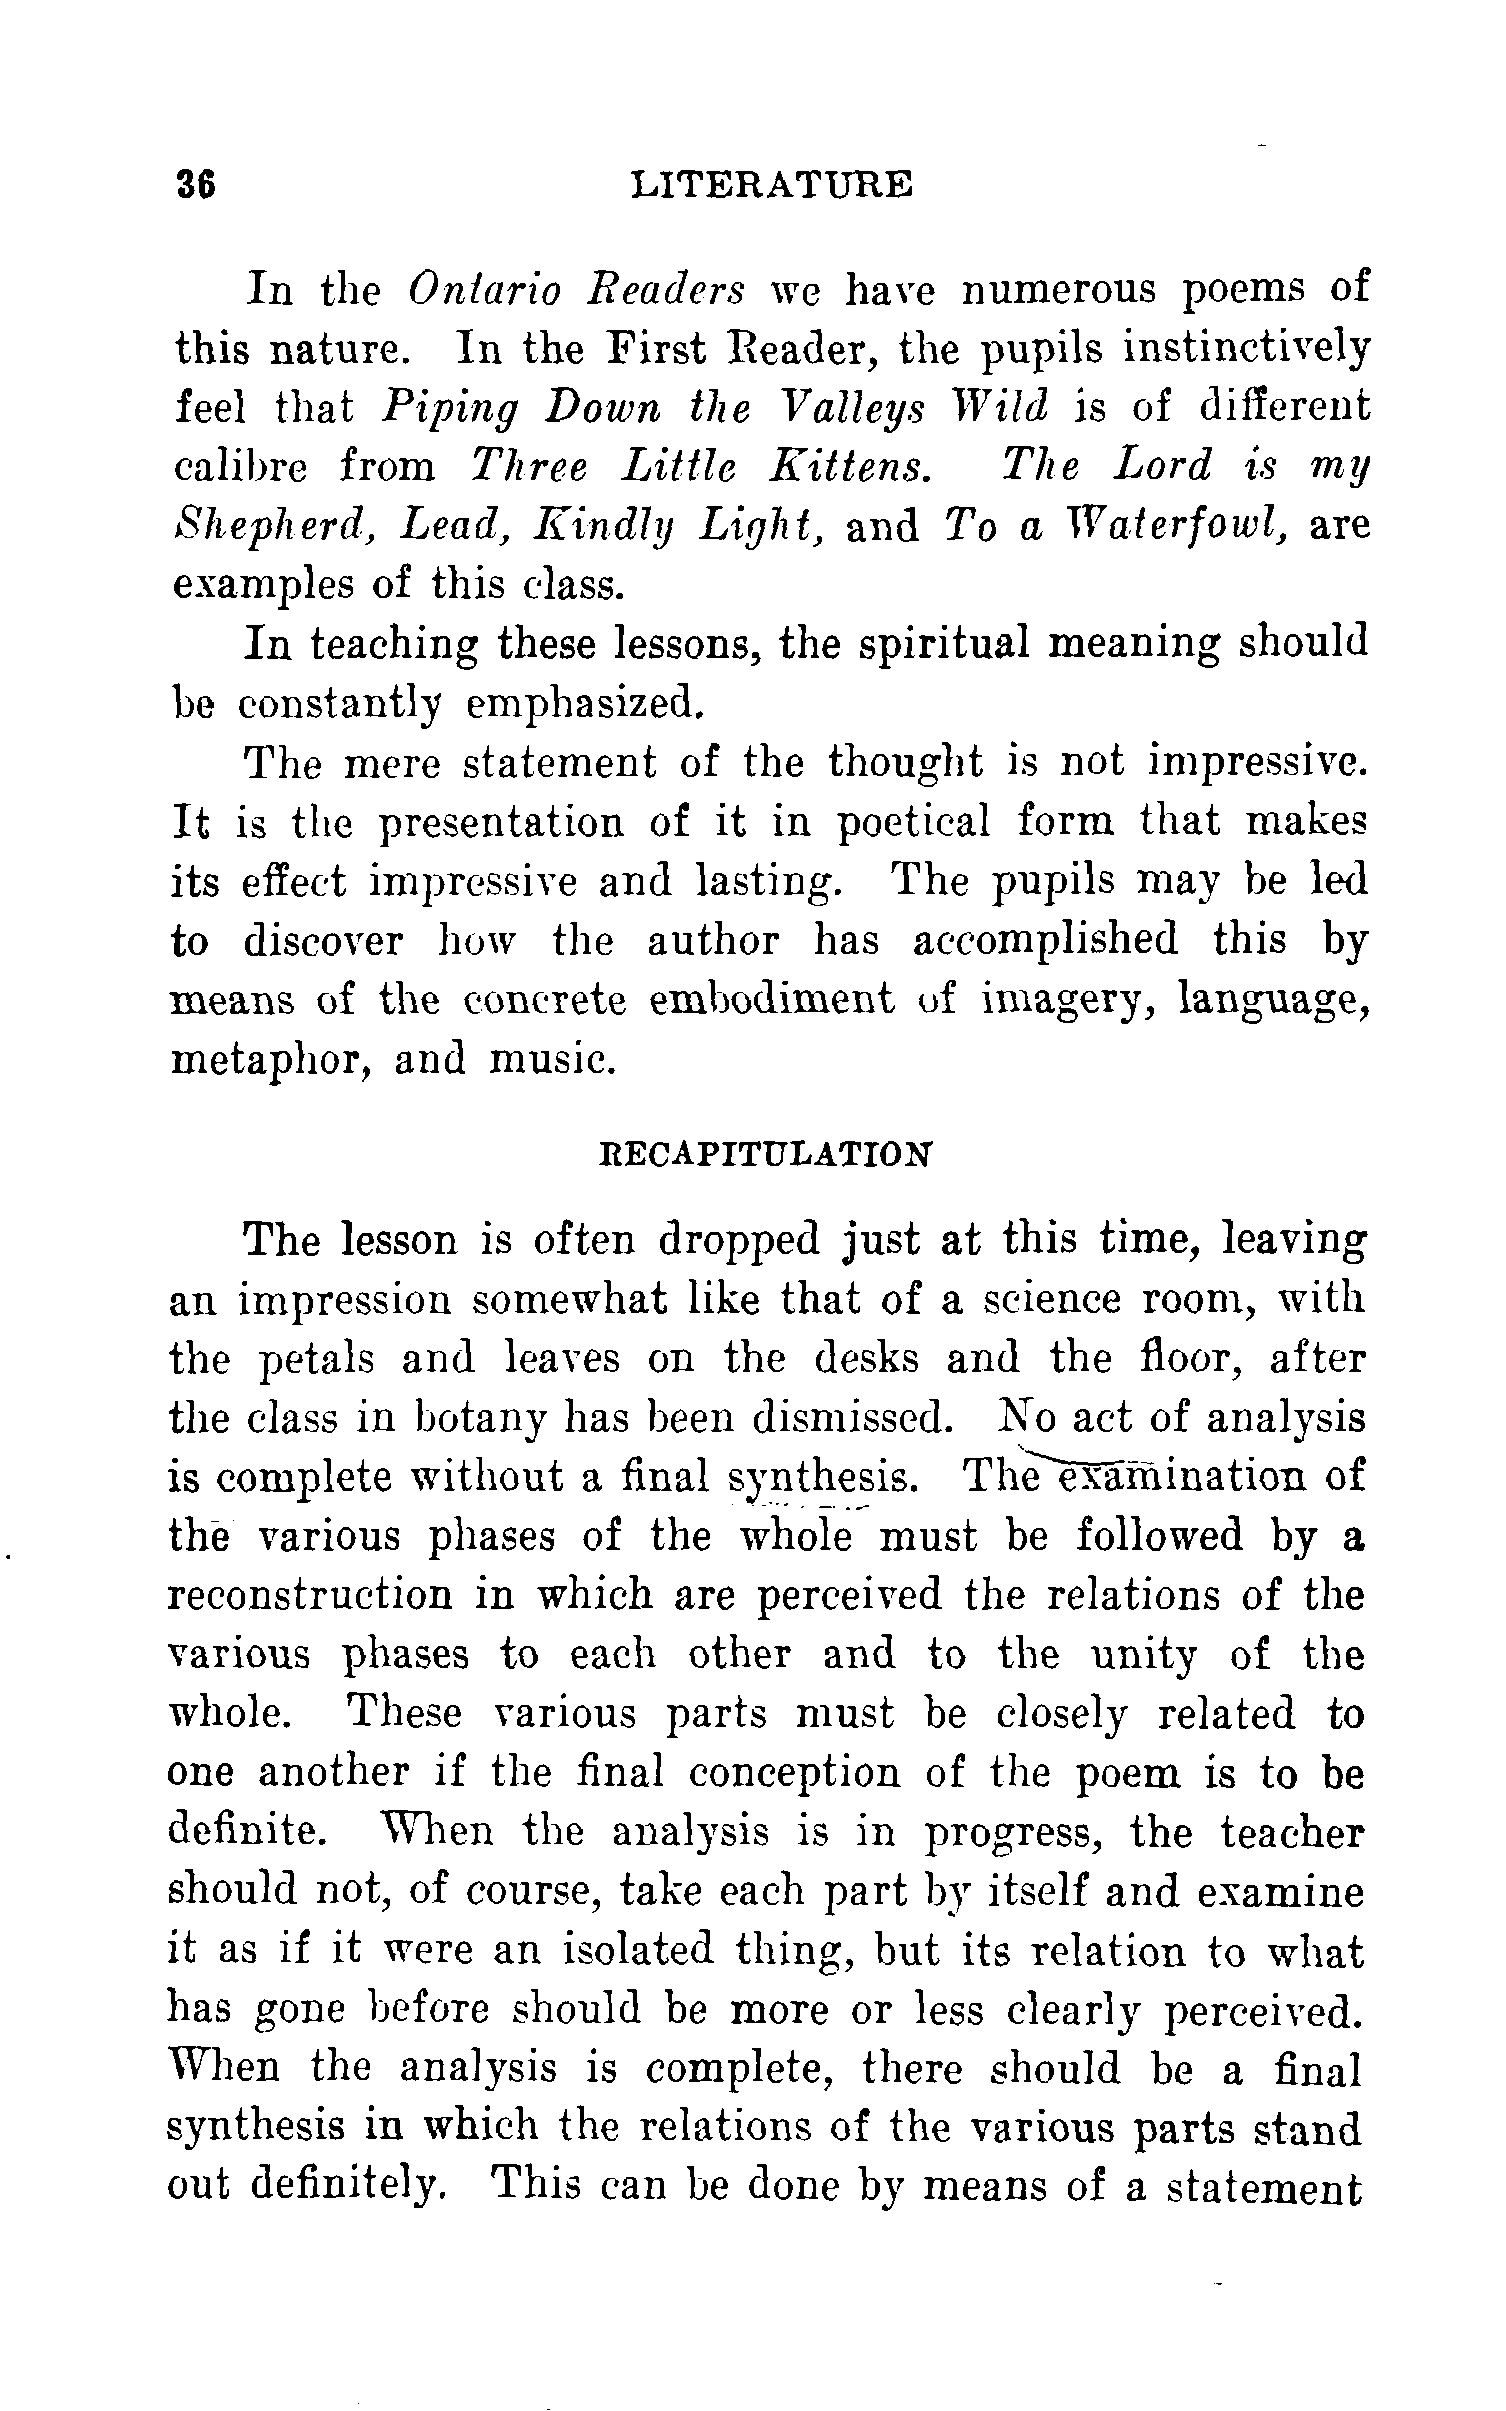 36 LITERATURE
In the Ontario Readers we have numerous poems of
this nature. In the First Reader, the pupils instinctively
feel that Piping Down the Valleys Wild is of different
calibre from Three Little Kittens. The Lord is my
Shepherd, Lead, Kindly Light, and To a Waterfowl, are
examples of this class.
In teaching these lessons, the spiritual meaning should
be constantly emphasized.
The mere statement of the thought is not impressive.
It is the presentation of it in poetical form that makes
its effect impressive and lasting. The pupils may be led
to discover how the author has accomplished this by
means of the concrete embodiment of imagery, language,
metaphor, and music.
RECAPITULATION
The lesson is often dropped just at this time, leaving
an impression somewhat like that of a science room, with
the petals and leaves on the desks and the floor, after
the class in botany has been dismissed. No act of analysis
is complete without a final synthesis. The examination of
the various phases of the whole must be followed by a
reconstruction in which are perceived the relations of the
various phases to each other and to the unity of the
whole. These various parts must be closely related to
one another if the final conception of the poem is to be
definite. When the analysis is in progress, the teacher
should not, of course, take each part by itself and examine
it as if it were an isolated thing, but its relation to what
has gone before should be more or less clearly perceived.
When the analysis is complete, there should be a final
synthesis in which the relations of the various parts stand
out definitely. This can be done by means of a statement